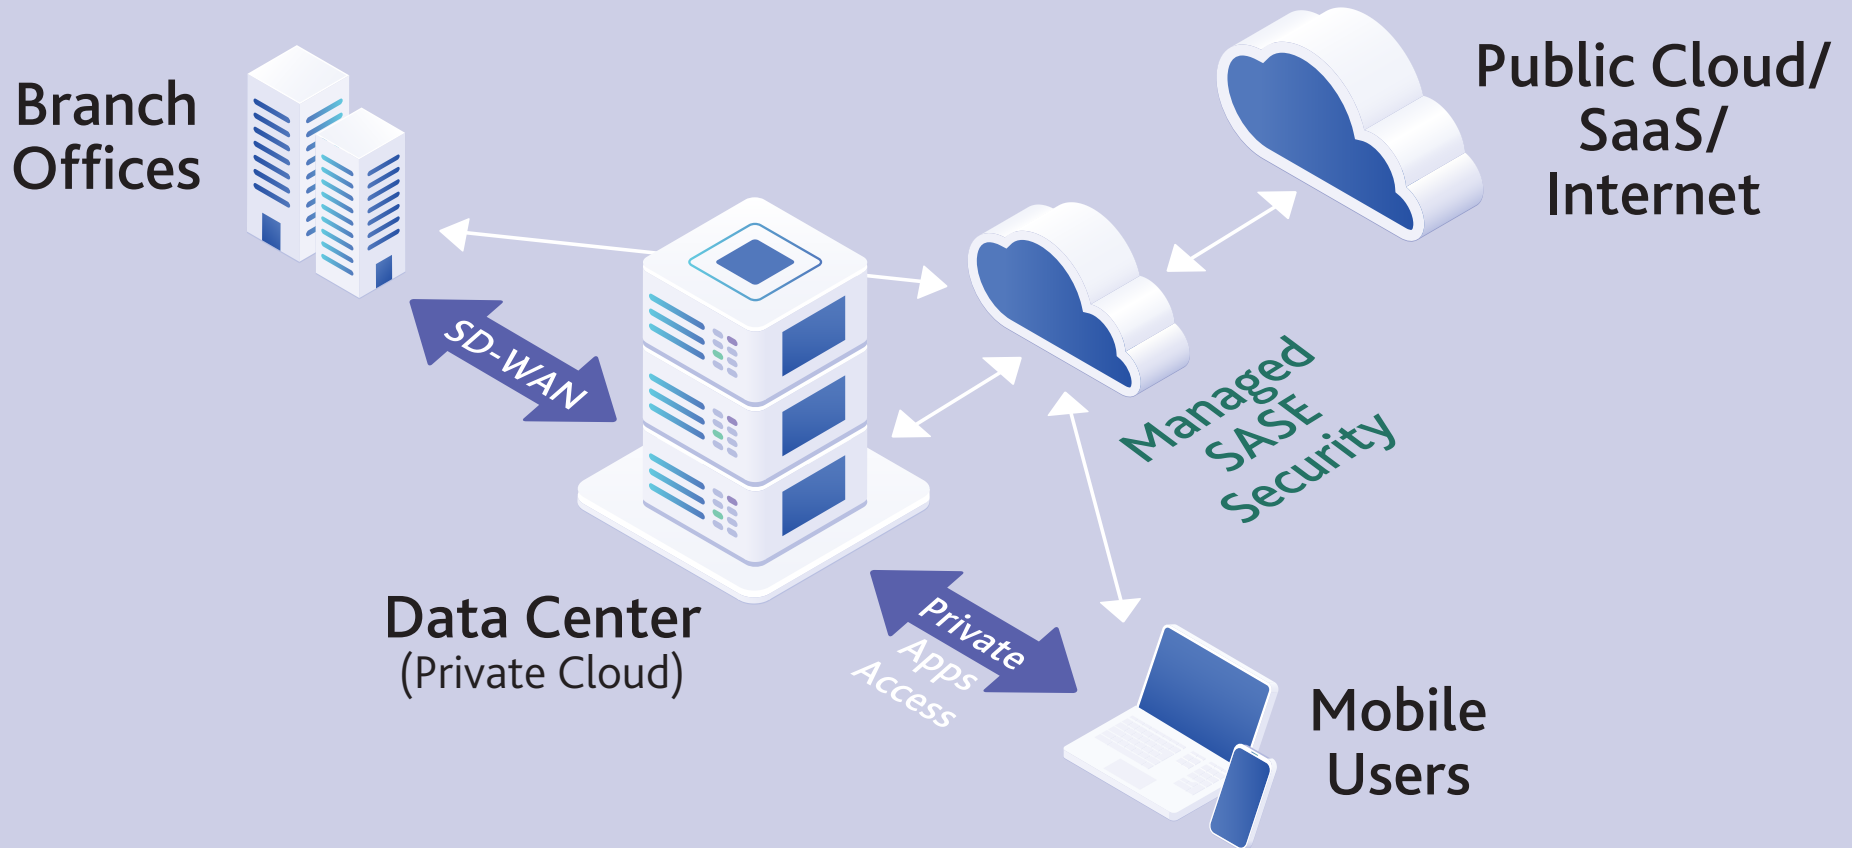 Branch
Offices
Public Cloud/
SaaS/
Internet
SD-WAN
Managed
SASE
Security
Data Center
(Private Cloud)
Private
Apps
Access
Mobile
Users